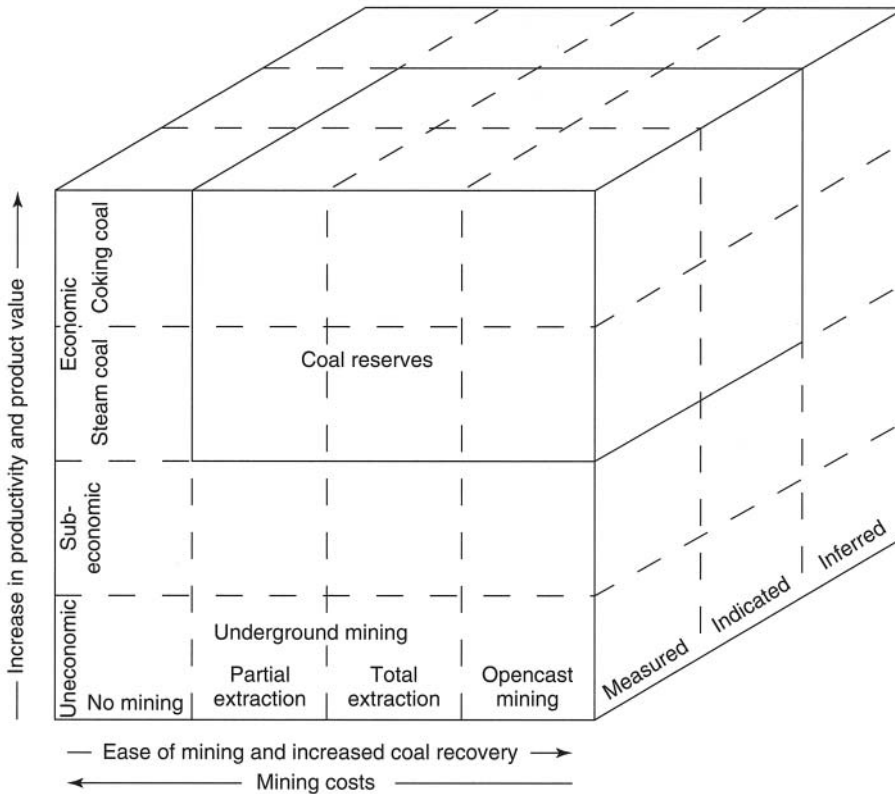 Increase in productivity and product value
Economic
Coking coal
Steam coal
Sub-
economic
Uneconomic
Coal reserves
Underground mining
No mining
Partial
extraction
Total
extraction
Opencast
mining
Measured
Indicated
Inferred
Ease of mining and increased coal recovery
Mining costs